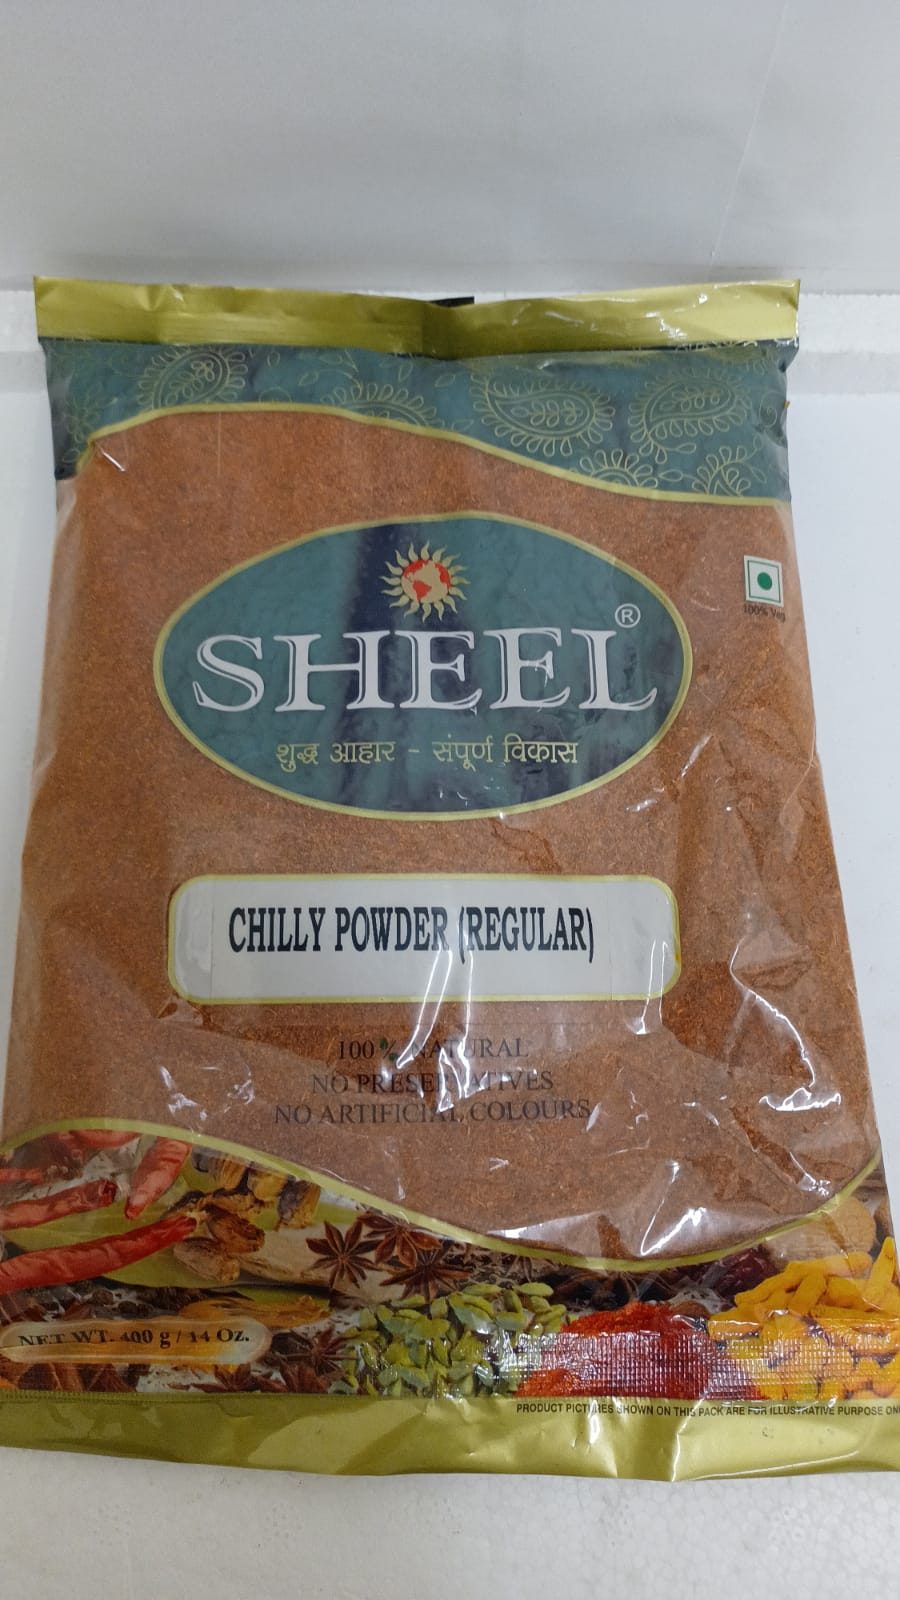 SHEEL®
शुद्ध आहार - संपूर्ण विकास
100% Veg
CHILLY POWDER (REGULAR)
100% NATURAL
NO PRESERVATIVES
NO ARTIFICIAL COLOURS
NET WT. 400 g / 14 Oz.
PRODUCT PICTURES SHOWN ON THIS PACK ARE FOR ILLUSTRATIVE PURPOSE